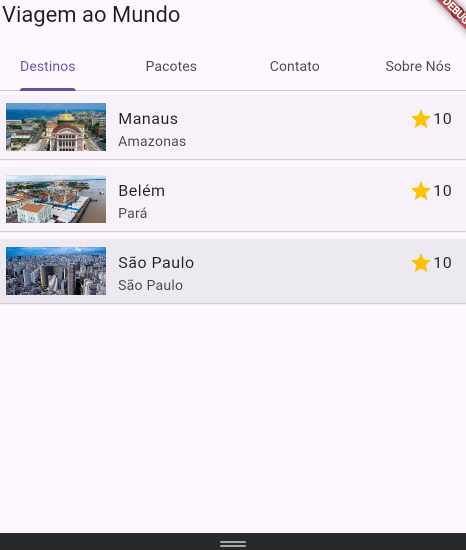 Viagem ao Mundo
DEBUG
Destinos Pacotes Contato Sobre Nós
Manaus 10
Amazonas
Belém 10
Pará
São Paulo 10
São Paulo